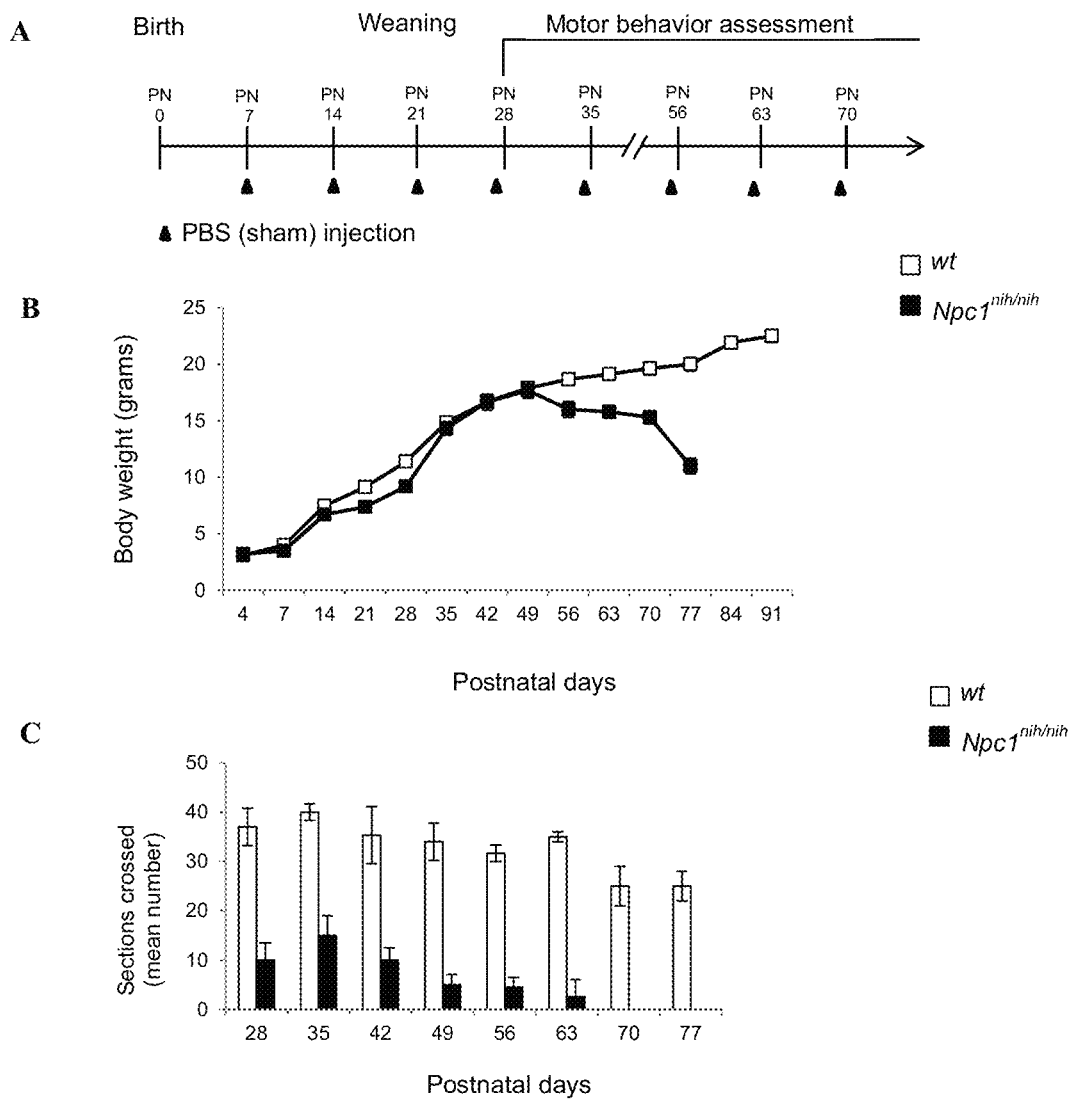 A
Birth
Weaning
Motor behavior assessment
PN PN PN PN PN PN PN PN PN
0 7 14 21 28 35 56 63 70
PBS (sham) injection
wt
Npc1nih/nih
B
25
20
15
10
5
0
Body weight (grams)
4 7 14 21 28 35 42 49 56 63 70 77 84 91
Postnatal days
wt
Npc1nih/nih
C
50
40
30
20
10
0
Sections crossed
(mean number)
28 35 42 49 56 63 70 77
Postnatal days